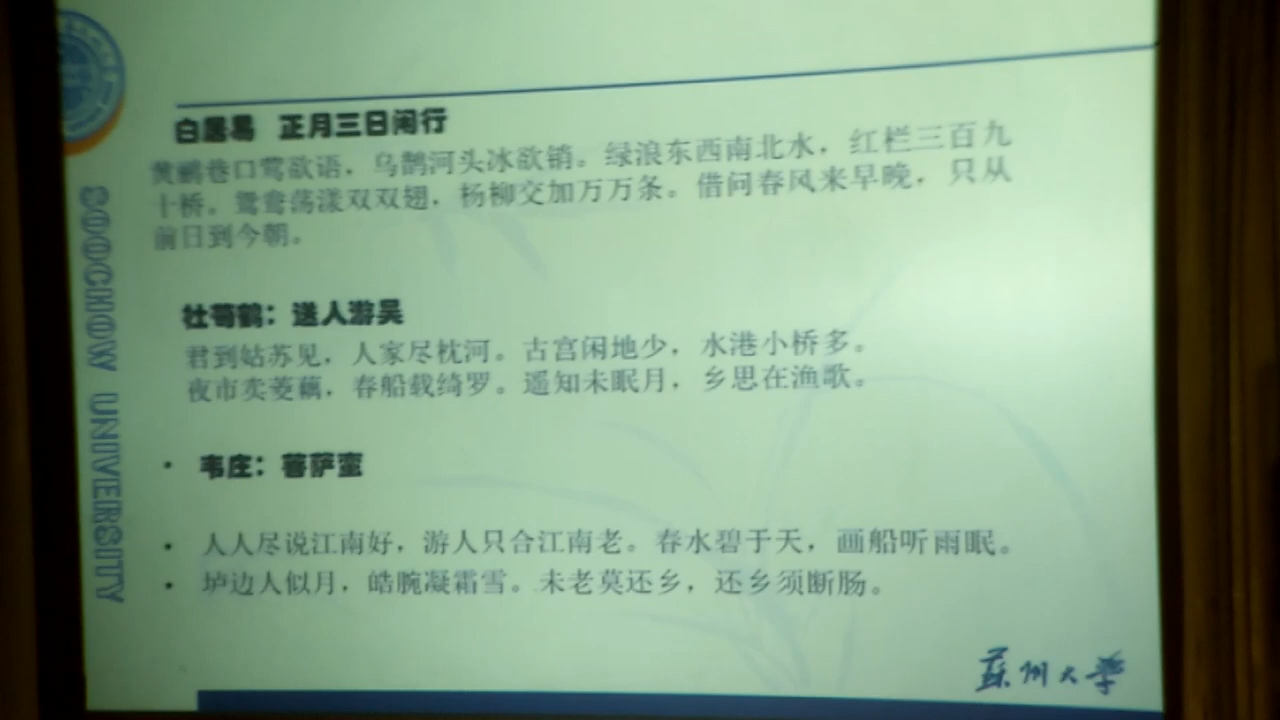 白居易 正月三日闲行
黄鹂巷口莺欲语，乌鹊河头冰欲销。绿浪东西南北水，红栏三百九
十桥。鸳鸯荡漾双双翅，杨柳交加万万条。借问春风来早晚，只从
前日到今朝。
杜荀鹤：送人游吴
君到姑苏见，人家尽枕河。古宫闲地少，水港小桥多。
夜市卖菱藕，春船载绮罗。遥知未眠月，乡思在渔歌。
• 韦庄：菩萨蛮
• 人人尽说江南好，游人只合江南老。春水碧于天，画船听雨眠。
• 垆边人似月，皓腕凝霜雪。未老莫还乡，还乡须断肠。
SOOCHOW UNIVERSITY
蘇州大学